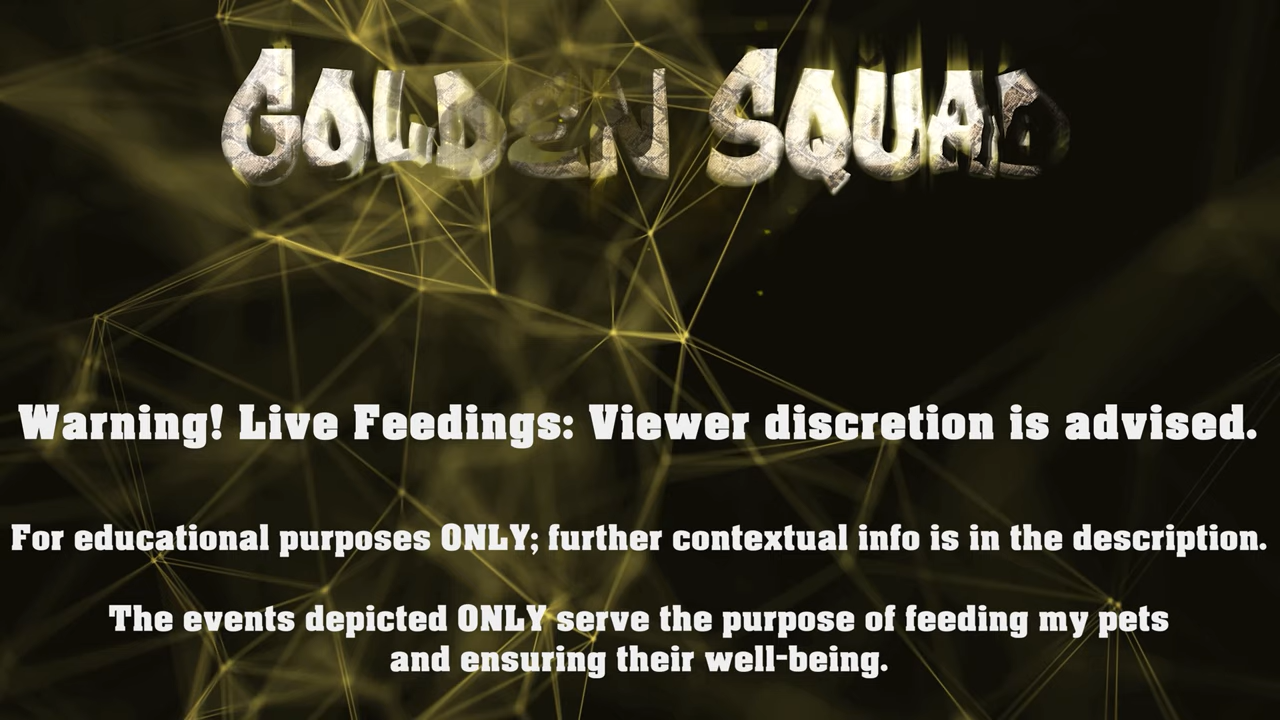 Golden Squad
Warning! Live Feedings: Viewer discretion is advised.
For educational purposes ONLY; further contextual info is in the description.
The events depicted ONLY serve the purpose of feeding my pets
and ensuring their well-being.